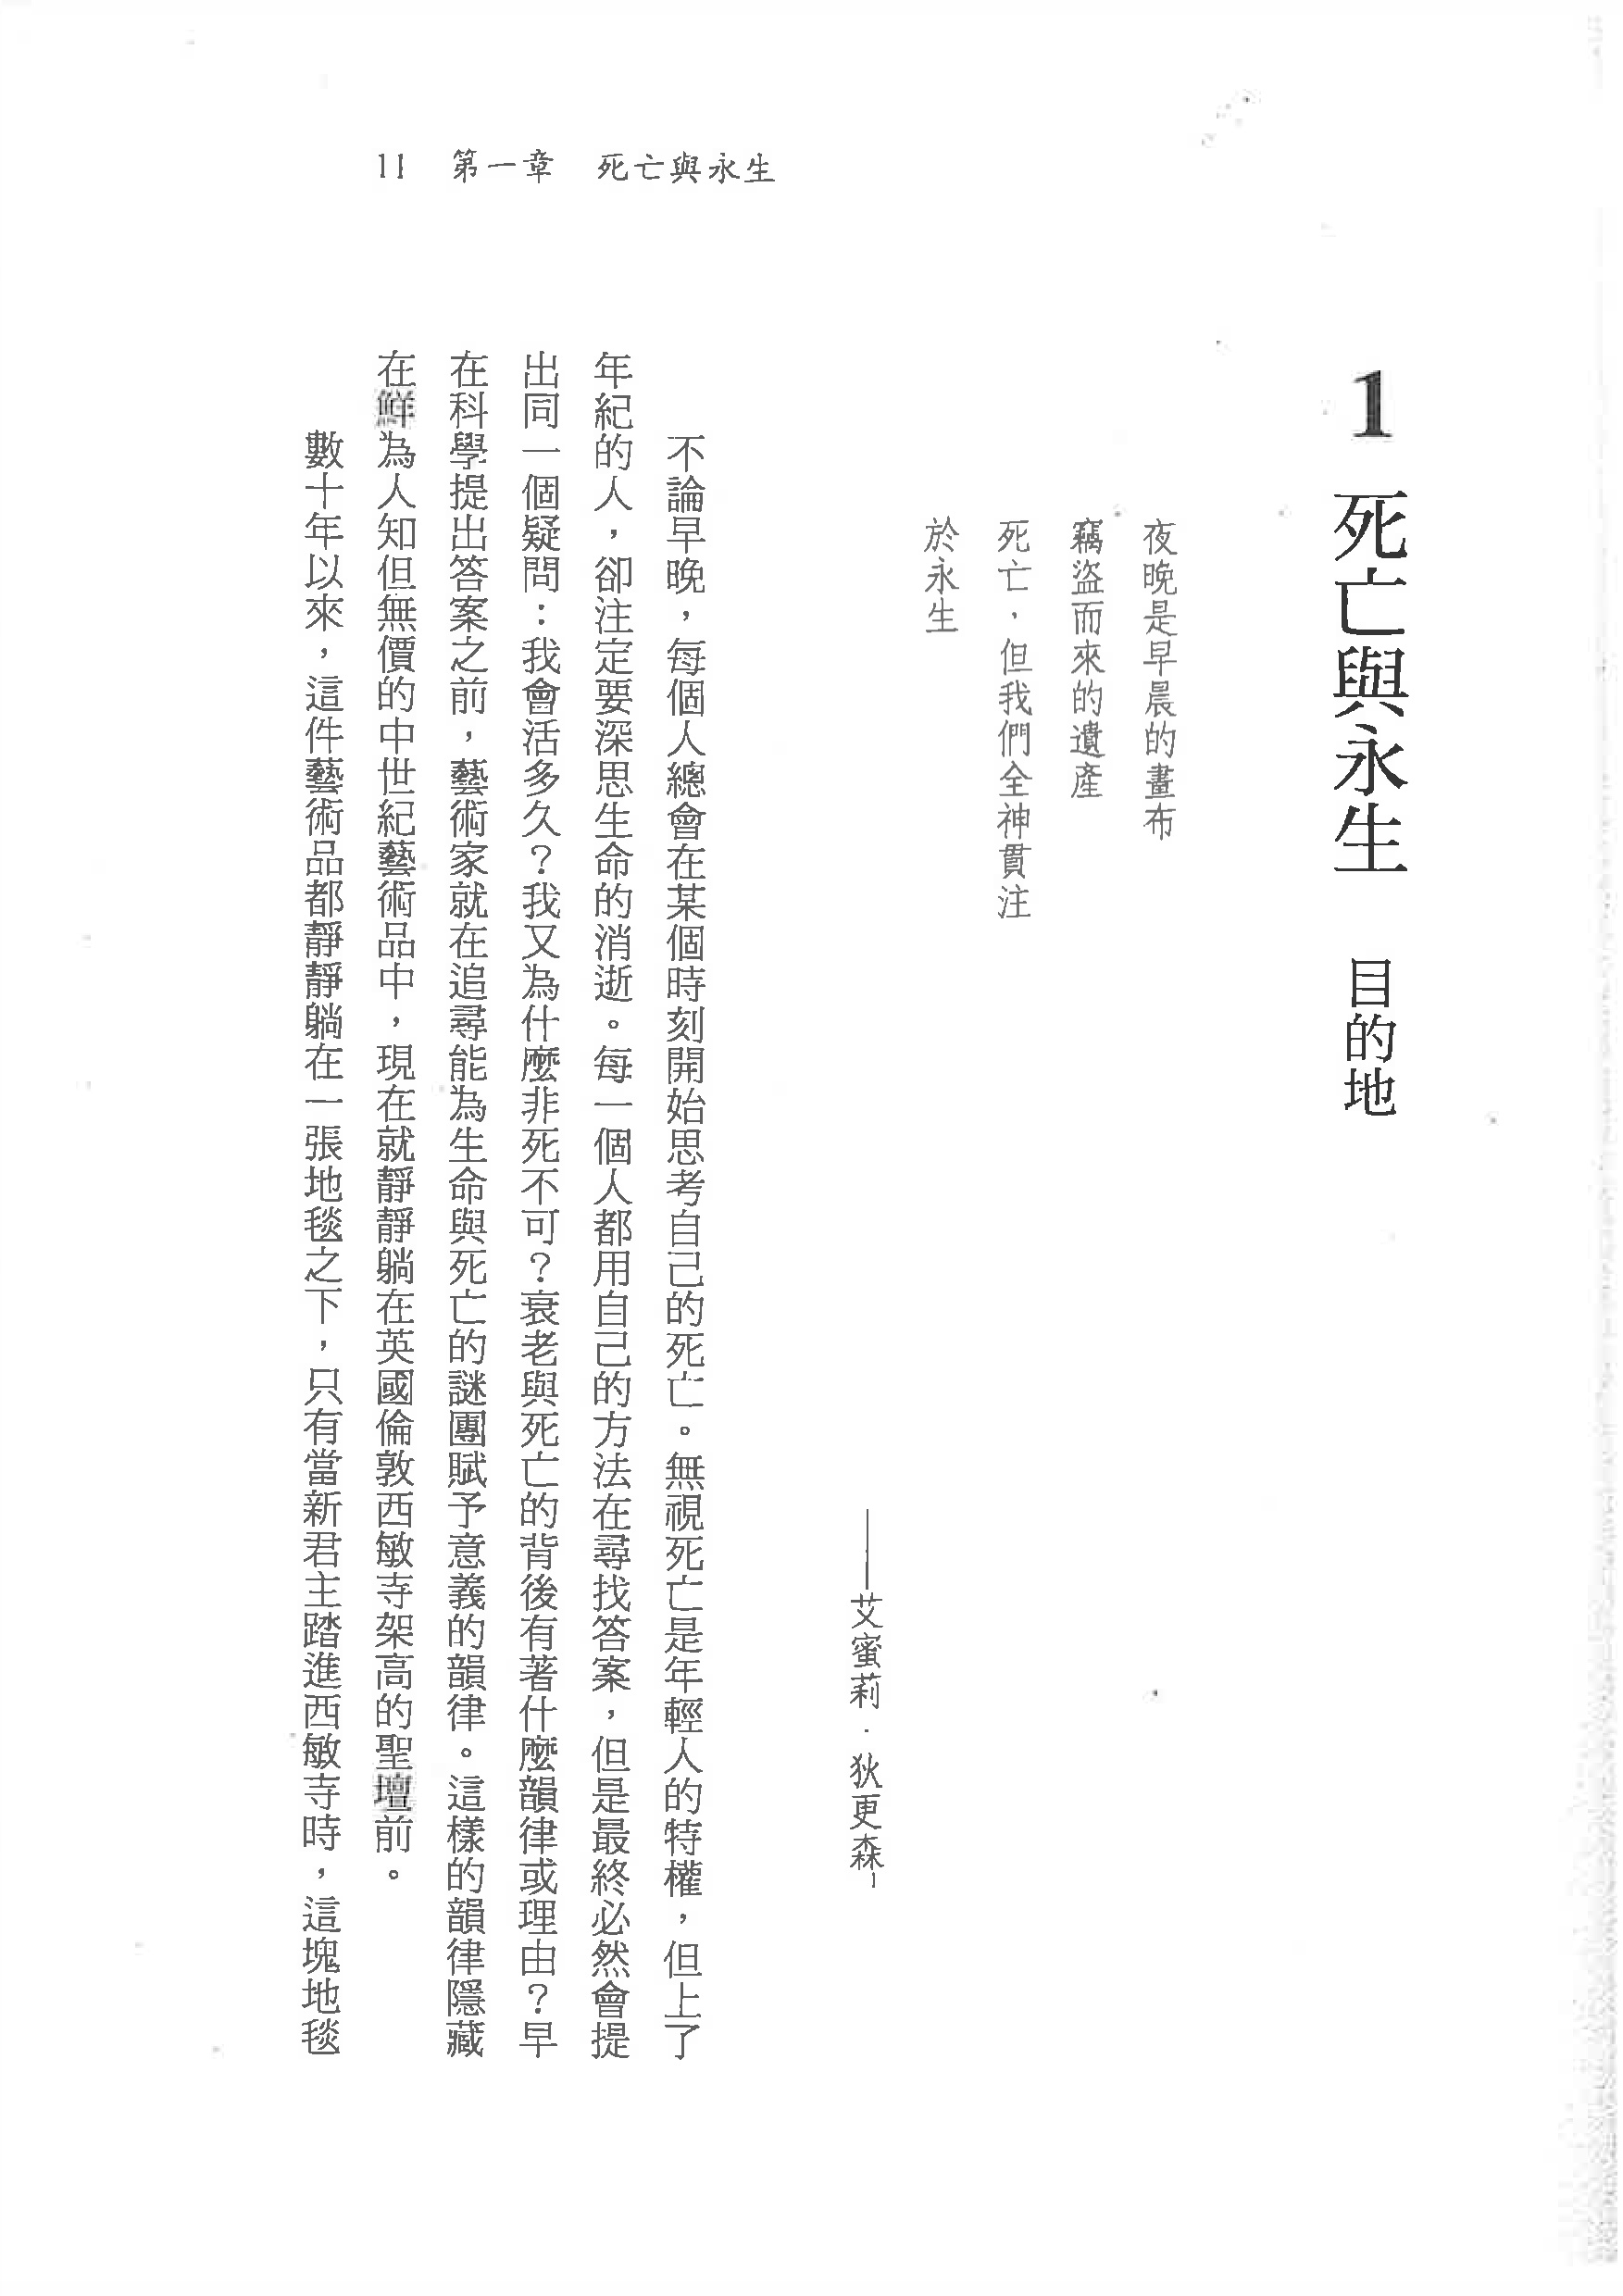 11 第一章 死亡與永生
1 死亡與永生 目的地
夜晚是早晨的畫布
竊盜而來的遺產
死亡，但我們全神貫注
於永生
——艾蜜莉．狄更森1
不論早晚，每個人總會在某個時刻開始思考自己的死亡。無視死亡是年輕人的特權，但上了
年紀的人，卻注定要深思生命的消逝。每一個人都用自己的方法在尋找答案，但是最終必然會提
出同一個疑問：我會活多久？我又為什麼非死不可？衰老與死亡的背後有著什麼韻律或理由？早
在科學提出答案之前，藝術家就在追尋能為生命與死亡的謎團賦予意義的韻律。這樣的韻律隱藏
在鮮為人知但無價的中世紀藝術品中，現在就靜靜躺在英國倫敦西敏寺架高的聖壇前。
數十年以來，這件藝術品都靜靜躺在一張地毯之下，只有當新君主踏進西敏寺時，這塊地毯